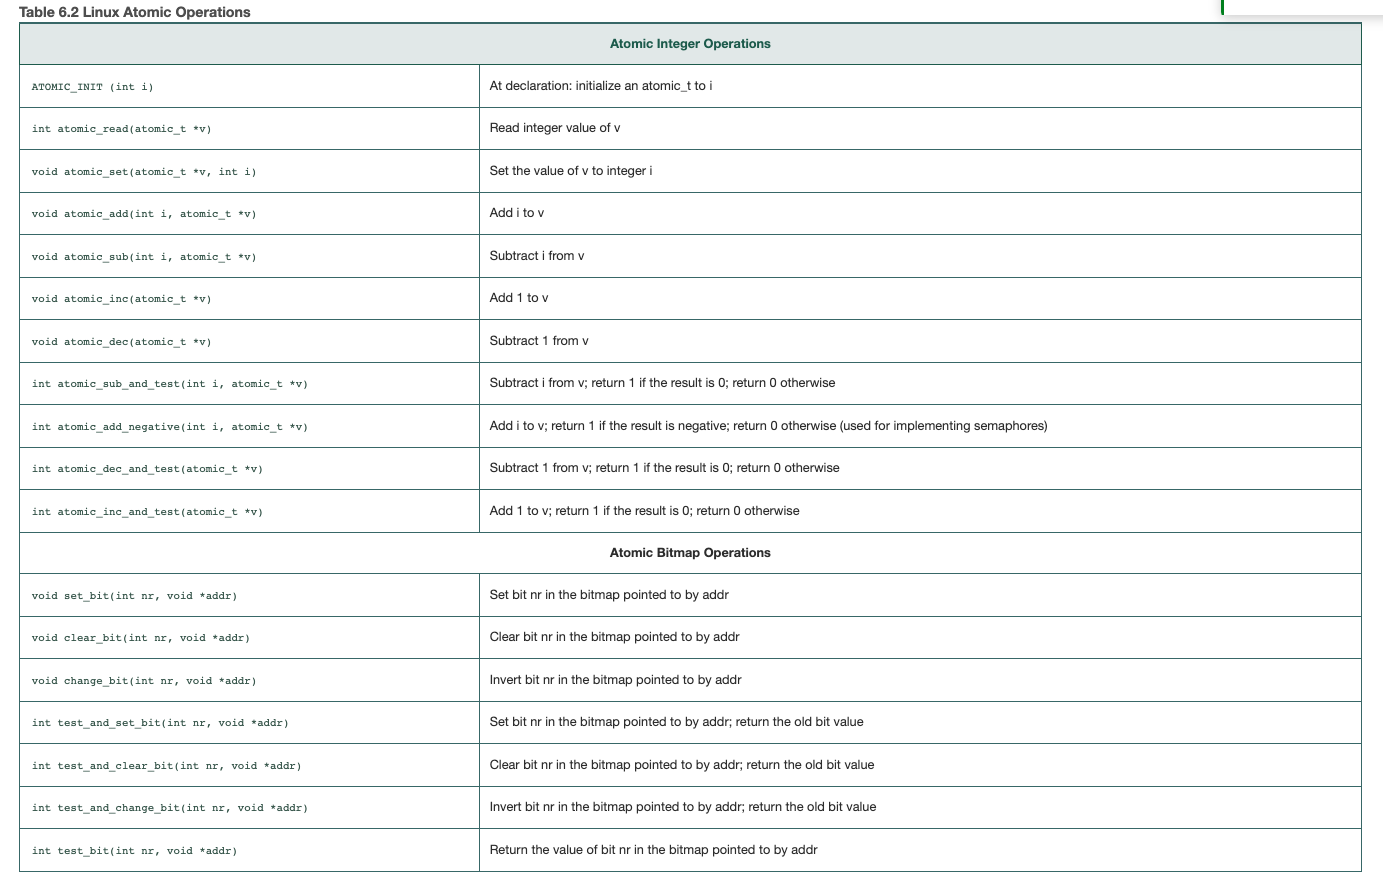 Table 6.2 Linux Atomic Operations
Atomic Integer Operations
ATOMIC_INIT (int i)
At declaration: initialize an atomic_t to i
int atomic_read(atomic_t *v)
Read integer value of v
void atomic_set(atomic_t *v, int i)
Set the value of v to integer i
void atomic_add(int i, atomic_t *v)
Add i to v
void atomic_sub(int i, atomic_t *v)
Subtract i from v
void atomic_inc(atomic_t *v)
Add 1 to v
void atomic_dec(atomic_t *v)
Subtract 1 from v
int atomic_sub_and_test(int i, atomic_t *v)
Subtract i from v; return 1 if the result is 0; return 0 otherwise
int atomic_add_negative(int i, atomic_t *v)
Add i to v; return 1 if the result is negative; return 0 otherwise (used for implementing semaphores)
int atomic_dec_and_test(atomic_t *v)
Subtract 1 from v; return 1 if the result is 0; return 0 otherwise
int atomic_inc_and_test(atomic_t *v)
Add 1 to v; return 1 if the result is 0; return 0 otherwise
Atomic Bitmap Operations
void set_bit(int nr, void *addr)
Set bit nr in the bitmap pointed to by addr
void clear_bit(int nr, void *addr)
Clear bit nr in the bitmap pointed to by addr
void change_bit(int nr, void *addr)
Invert bit nr in the bitmap pointed to by addr
int test_and_set_bit(int nr, void *addr)
Set bit nr in the bitmap pointed to by addr; return the old bit value
int test_and_clear_bit(int nr, void *addr)
Clear bit nr in the bitmap pointed to by addr; return the old bit value
int test_and_change_bit(int nr, void *addr)
Invert bit nr in the bitmap pointed to by addr; return the old bit value
int test_bit(int nr, void *addr)
Return the value of bit nr in the bitmap pointed to by addr